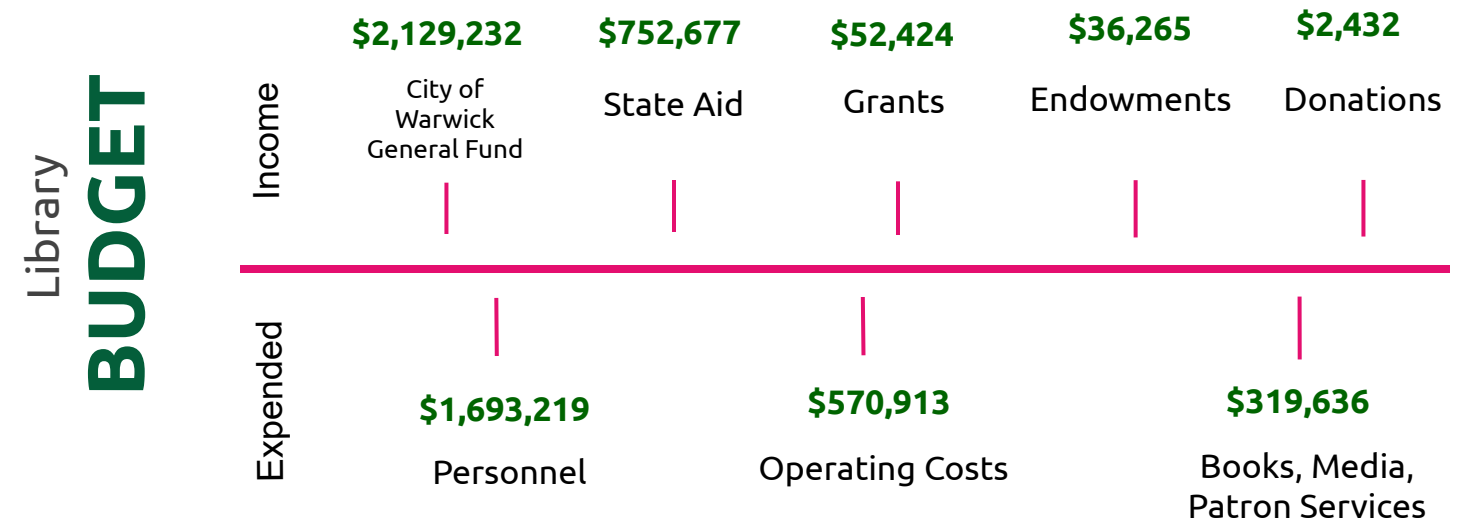 Library
BUDGET
Income
$2,129,232
City of
Warwick
General Fund
$752,677
State Aid
$52,424
Grants
$36,265
Endowments
$2,432
Donations
Expended
$1,693,219
Personnel
$570,913
Operating Costs
$319,636
Books, Media,
Patron Services